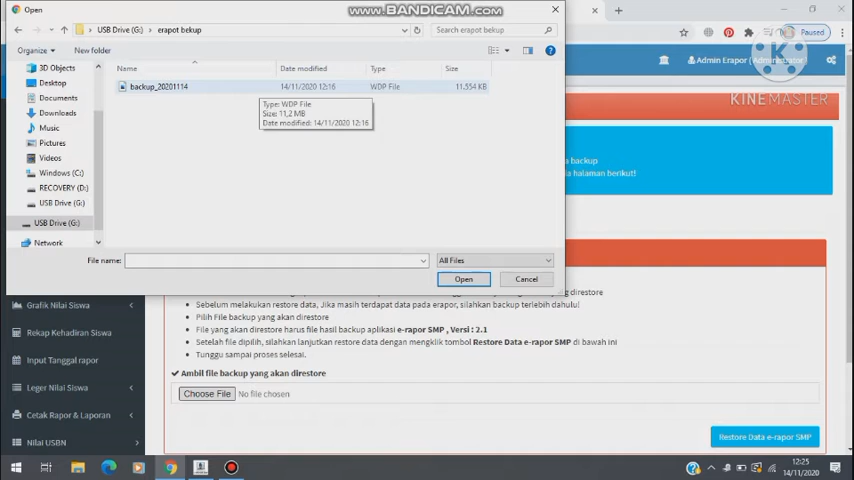 Open
WWW.BANDICAM.COM
USB Drive (G:)
erapot bekup
Search erapot bekup
Organize
New folder
3D Objects
Desktop
Documents
Downloads
Music
Pictures
Videos
Windows (C:)
RECOVERY (D:)
USB Drive (G:)
USB Drive (G:)
Network
Name
Date modified
Type
Size
backup_20201114
14/11/2020 12:16
WDP File
11,554 KB
Type: WDP File
Size: 11,2 MB
Date modified: 14/11/2020 12:16
File name:
All Files
Open
Cancel
Paused
Admin Erapor (Administrator
K
KINEMASTER
backup
halaman berikut!
direstore
Sebelum melakukan restore data, Jika masih terdapat data pada erapor, silahkan backup terlebih dahulu!
Pilih File backup yang akan direstore
File yang akan direstore harus file hasil backup aplikasi e-rapor SMP , Versi : 2.1
Setelah file dipilih, silahkan lanjutkan restore data dengan mengklik tombol Restore Data e-rapor SMP di bawah ini
Tunggu sampai proses selesai.
Ambil file backup yang akan direstore
Choose File
No file chosen
Restore Data e-rapor SMP
Grafik Nilai Siswa
Rekap Kehadiran Siswa
Input Tanggal rapor
Leger Nilai Siswa
Cetak Rapor & Laporan
Nilai USBN
12:25
14/11/2020